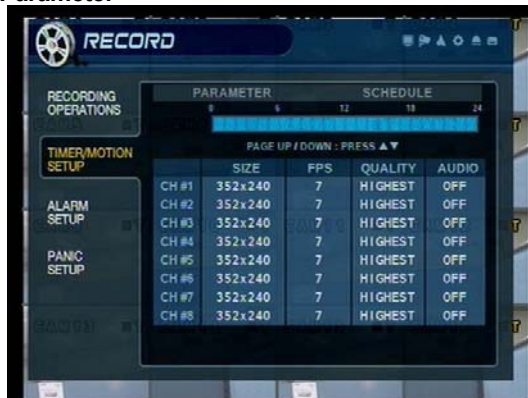 Parameter
RECORD
RECORDING OPERATIONS
TIMER/MOTION SETUP
ALARM SETUP
PANIC SETUP
PARAMETER SCHEDULE
0 6 12 18 24
PAGE UP / DOWN : PRESS ▲▼
SIZE FPS QUALITY AUDIO
CH #1 352x240 7 HIGHEST OFF
CH #2 352x240 7 HIGHEST OFF
CH #3 352x240 7 HIGHEST OFF
CH #4 352x240 7 HIGHEST OFF
CH #5 352x240 7 HIGHEST OFF
CH #6 352x240 7 HIGHEST OFF
CH #7 352x240 7 HIGHEST OFF
CH #8 352x240 7 HIGHEST OFF